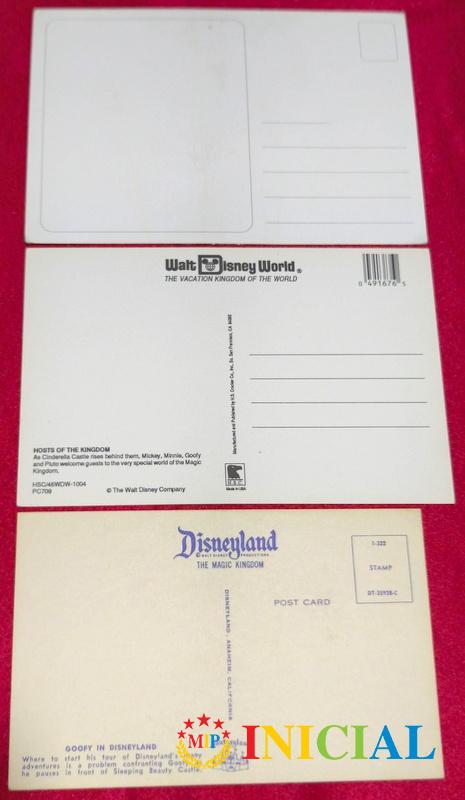 Walt Disney World®
THE VACATION KINGDOM OF THE WORLD
0 491676 5
Manufactured and Published by H.S. Crocker Co., Inc., So. San Francisco, CA 94080
HOSTS OF THE KINGDOM
As Cinderella Castle rises behind them, Mickey, Minnie, Goofy
and Pluto welcome guests to the very special world of the Magic
Kingdom.
HSC/46WDW-1004
PC709
© The Walt Disney Company
HSC
Made in USA
Disneyland
© WALT DISNEY PRODUCTIONS
THE MAGIC KINGDOM
1-322
STAMP
DT-35928-C
POST CARD
DISNEYLAND, ANAHEIM, CALIFORNIA
GOOFY IN DISNEYLAND
Where to start his tour of Disneyland's
adventures is a problem confronting Goofy
he pauses in front of Sleeping Beauty Castle.
MIP
INICIAL